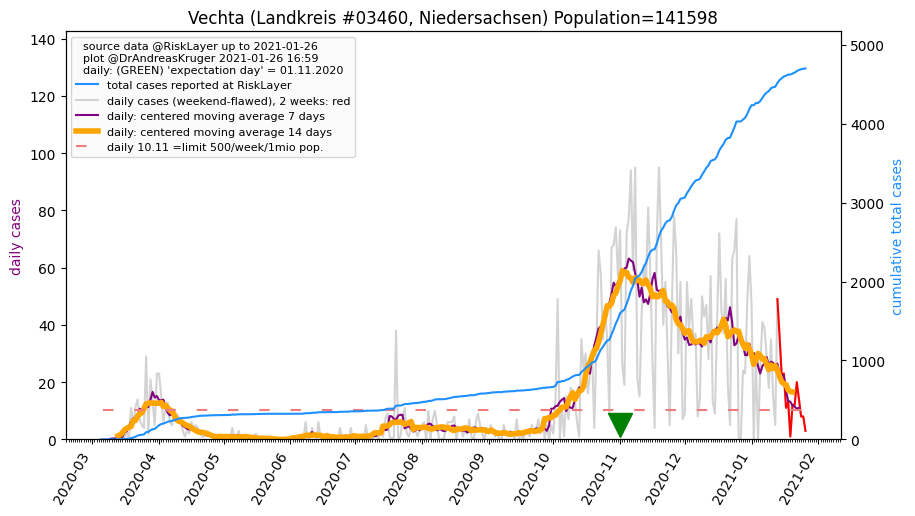 Vechta (Landkreis #03460, Niedersachsen) Population=141598
source data @RiskLayer up to 2021-01-26
plot @DrAndreasKruger 2021-01-26 16:59
daily: (GREEN) 'expectation day' = 01.11.2020
total cases reported at RiskLayer
daily cases (weekend-flawed), 2 weeks: red
daily: centered moving average 7 days
daily: centered moving average 14 days
daily 10.11 =limit 500/week/1mio pop.
daily cases
140
120
100
80
60
40
20
0
cumulative total cases
5000
4000
3000
2000
1000
0
2020-03
2020-04
2020-05
2020-06
2020-07
2020-08
2020-09
2020-10
2020-11
2020-12
2021-01
2021-02